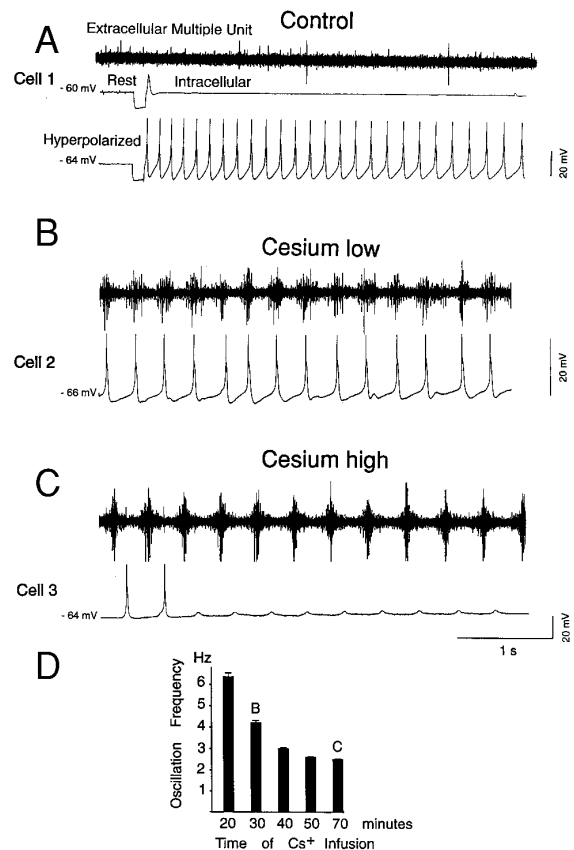 A
Control
Extracellular Multiple Unit
Cell 1
- 60 mV
Rest
Intracellular
Hyperpolarized
- 64 mV
20 mV
B
Cesium low
Cell 2
- 66 mV
20 mV
C
Cesium high
Cell 3
- 64 mV
20 mV
1 s
D
Hz
Oscillation Frequency
6
5
4
3
2
1
B
C
20 30 40 50 70 minutes
Time of Cs+ Infusion